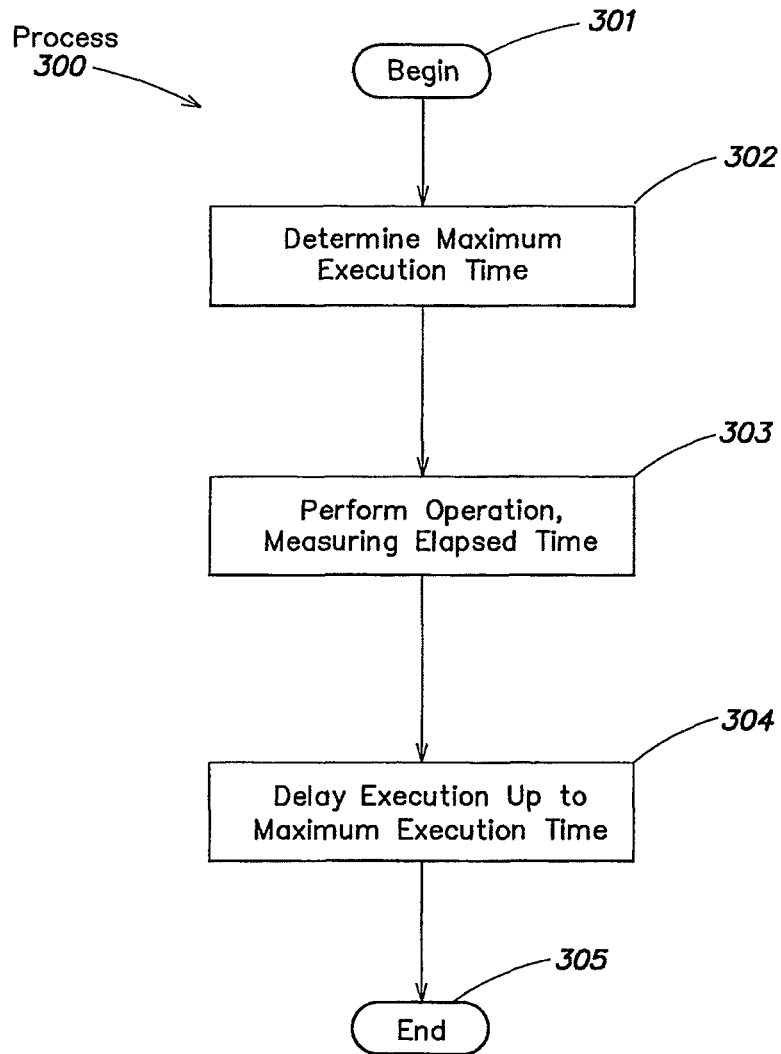 Process
300
301
Begin
302
Determine Maximum
Execution Time
303
Perform Operation,
Measuring Elapsed Time
304
Delay Execution Up to
Maximum Execution Time
305
End